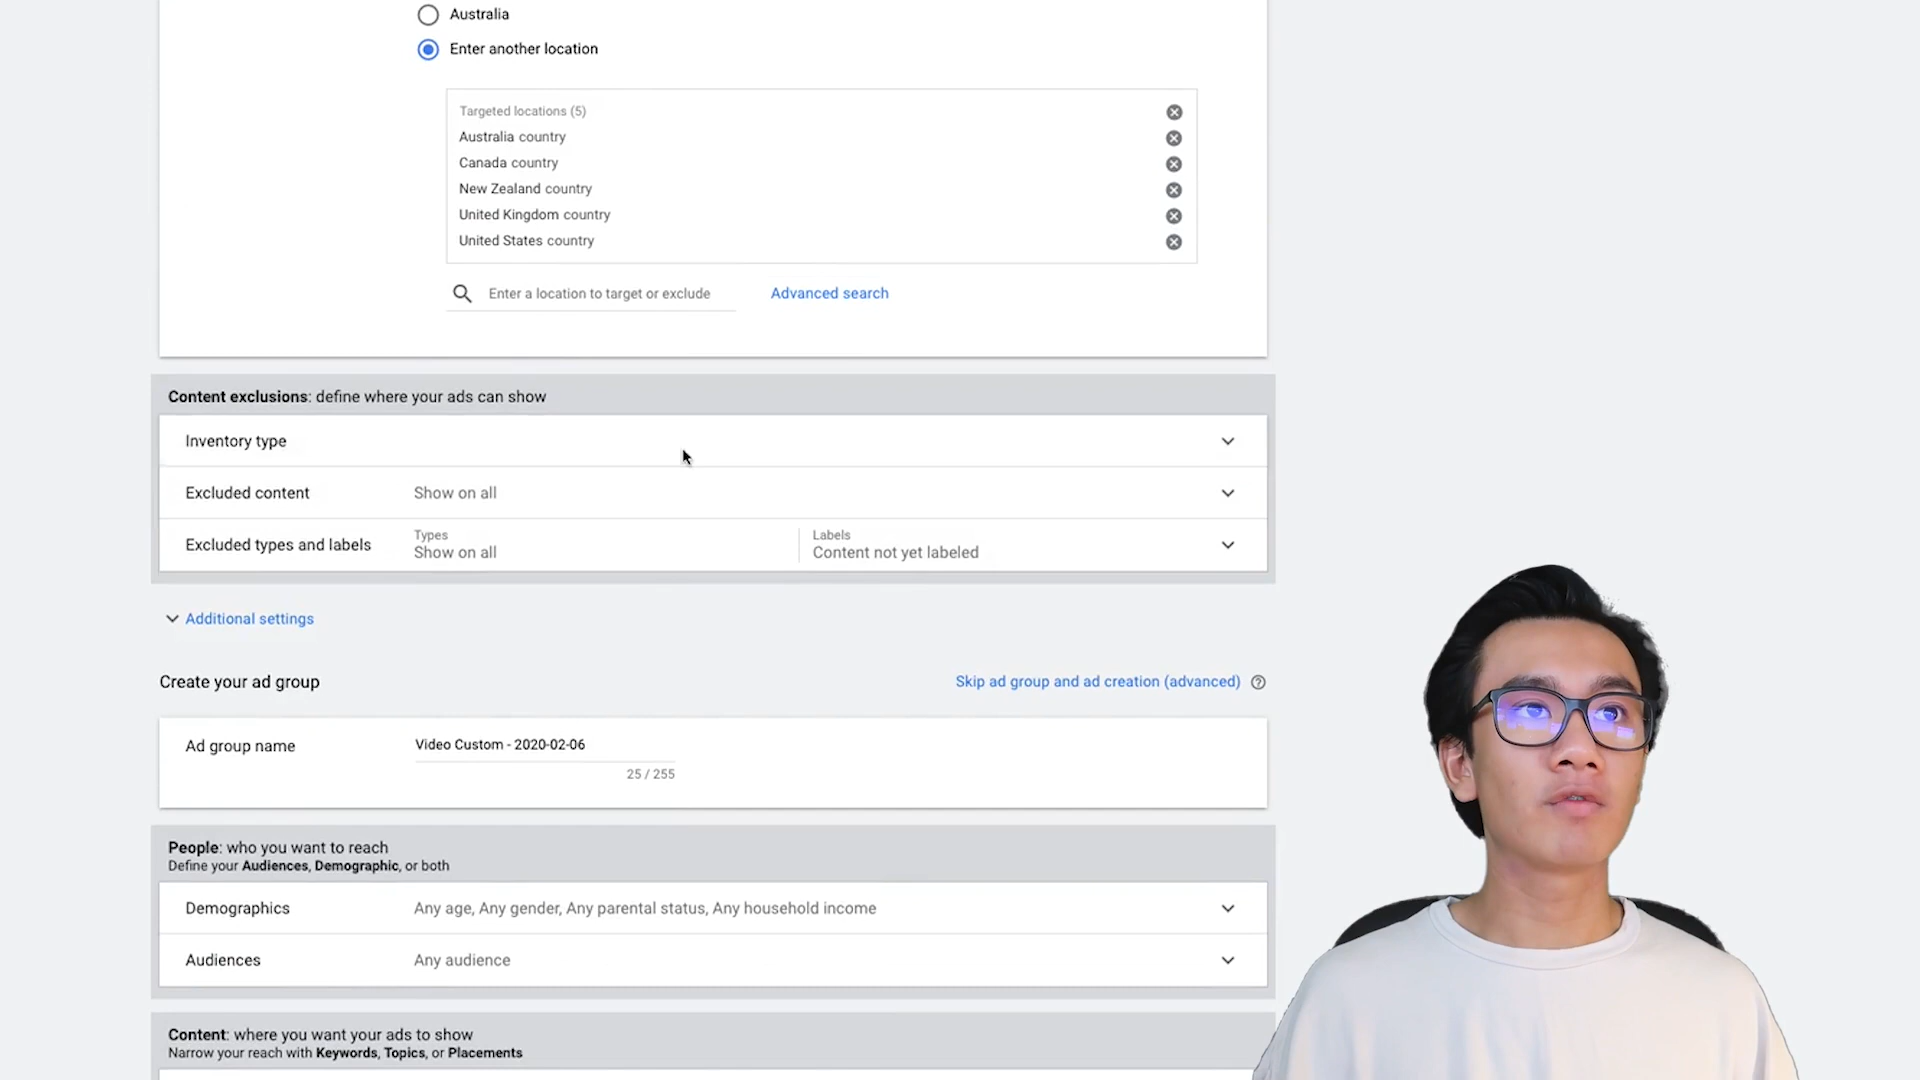 Australia
Enter another location
Targeted locations (5)
Australia country
Canada country
New Zealand country
United Kingdom country
United States country
Enter a location to target or exclude
Advanced search
Content exclusions: define where your ads can show
Inventory type
Excluded content
Show on all
Excluded types and labels
Types
Show on all
Labels
Content not yet labeled
Additional settings
Create your ad group
Skip ad group and ad creation (advanced)
Ad group name
Video Custom - 2020-02-06
25 / 255
People: who you want to reach
Define your Audiences, Demographic, or both
Demographics
Any age, Any gender, Any parental status, Any household income
Audiences
Any audience
Content: where you want your ads to show
Narrow your reach with Keywords, Topics, or Placements